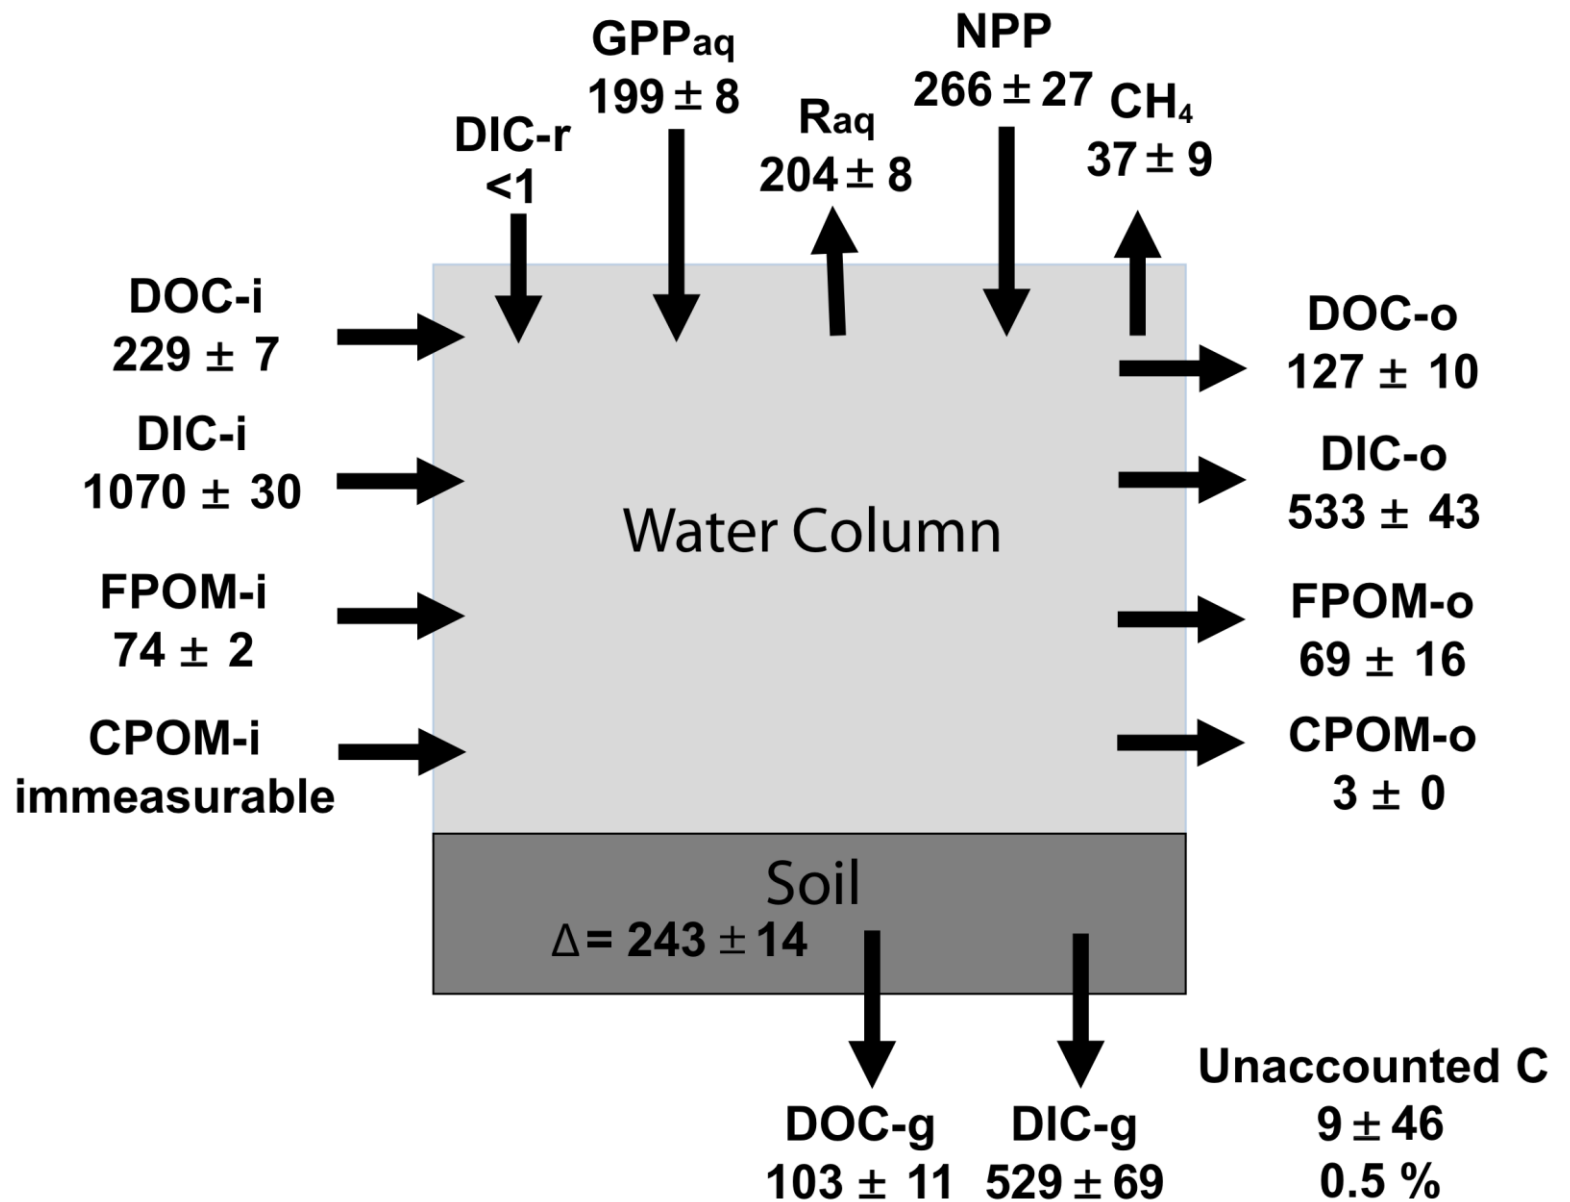 GPPaq
199 ± 8
NPP
266 ± 27
DIC-r
<1
Raq
204 ± 8
CH₄
37 ± 9
DOC-i
229 ± 7
DIC-i
1070 ± 30
FPOM-i
74 ± 2
CPOM-i
immeasurable
Water Column
DOC-o
127 ± 10
DIC-o
533 ± 43
FPOM-o
69 ± 16
CPOM-o
3 ± 0
Soil
Δ = 243 ± 14
DOC-g
103 ± 11
DIC-g
529 ± 69
Unaccounted C
9 ± 46
0.5 %